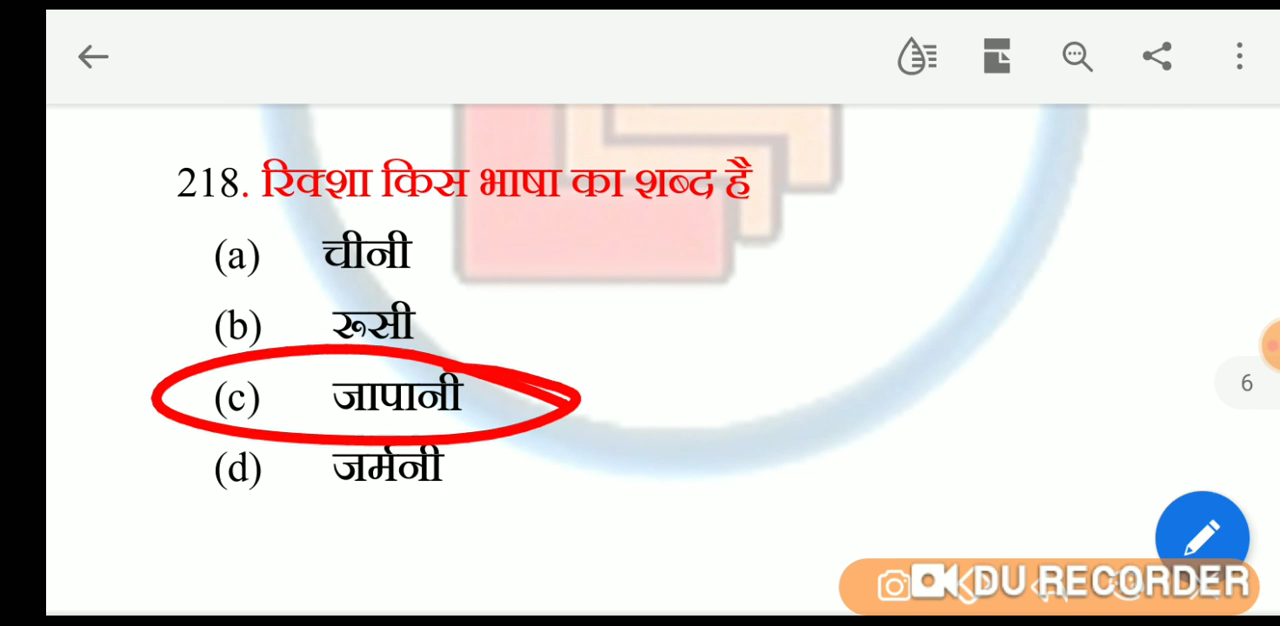 218. रिक्शा किस भाषा का शब्द है
(a) चीनी
(b) रूसी
(c) जापानी
6
(d) जर्मनी
DU RECORDER